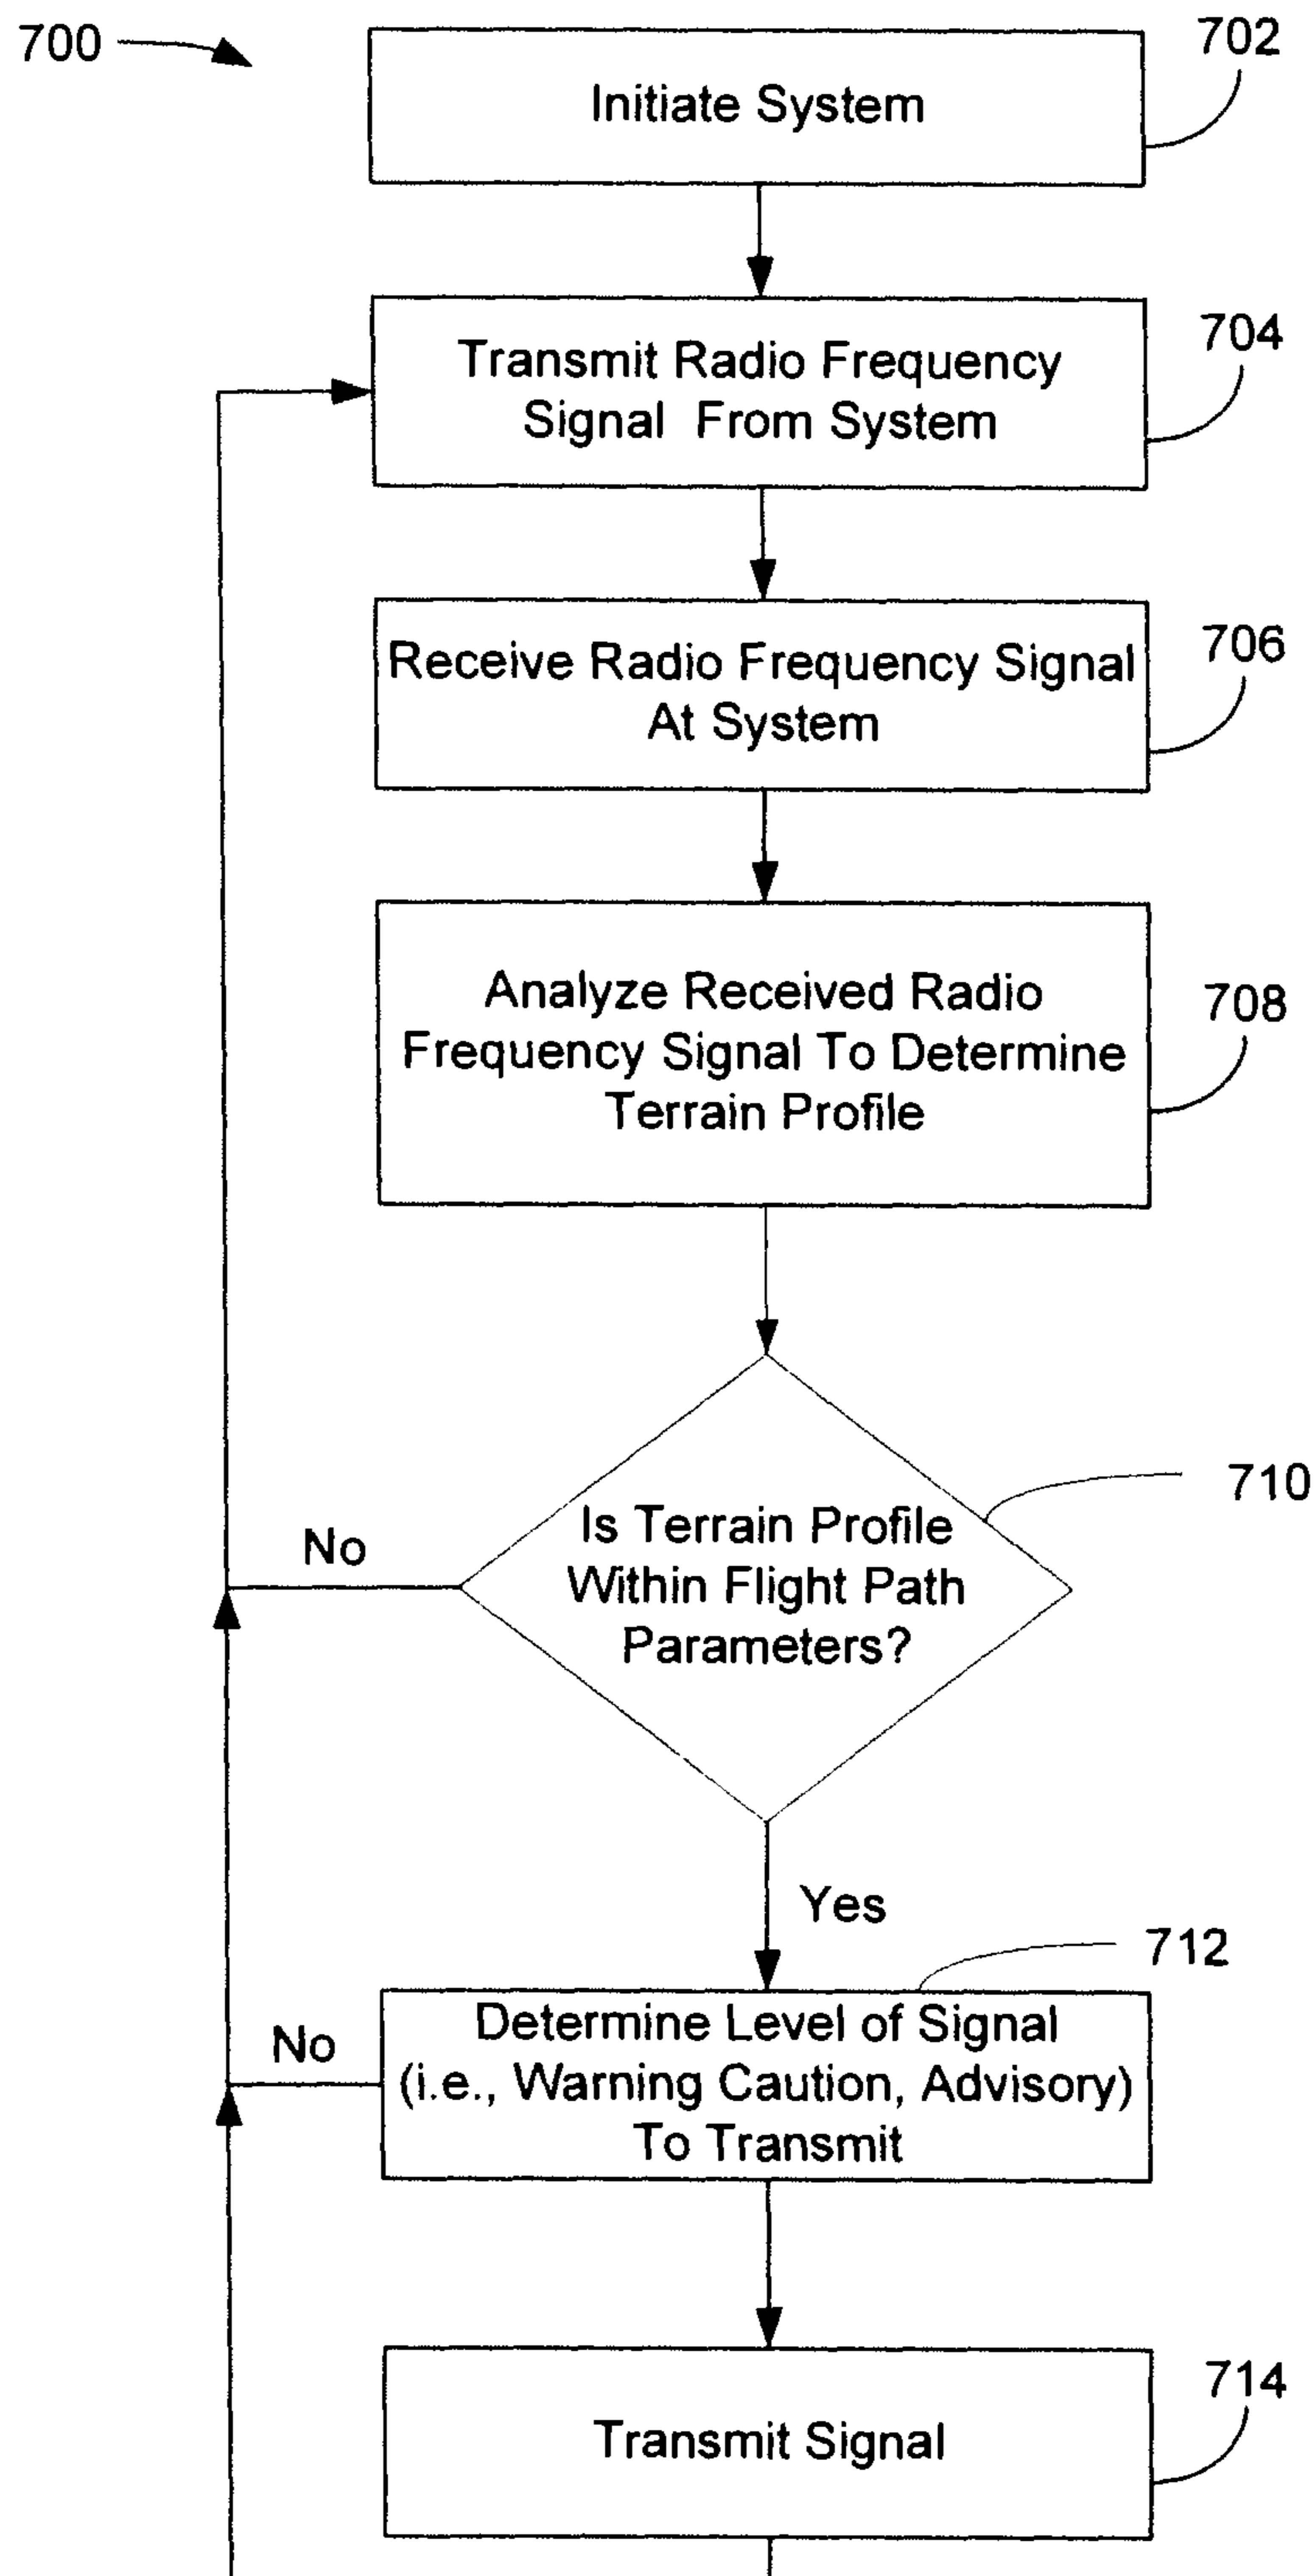 700
702
Initiate System
704
Transmit Radio Frequency
Signal From System
706
Receive Radio Frequency Signal
At System
708
Analyze Received Radio
Frequency Signal To Determine
Terrain Profile
710
Is Terrain Profile
Within Flight Path
Parameters?
No
Yes
712
Determine Level of Signal
(i.e., Warning Caution, Advisory)
To Transmit
No
714
Transmit Signal